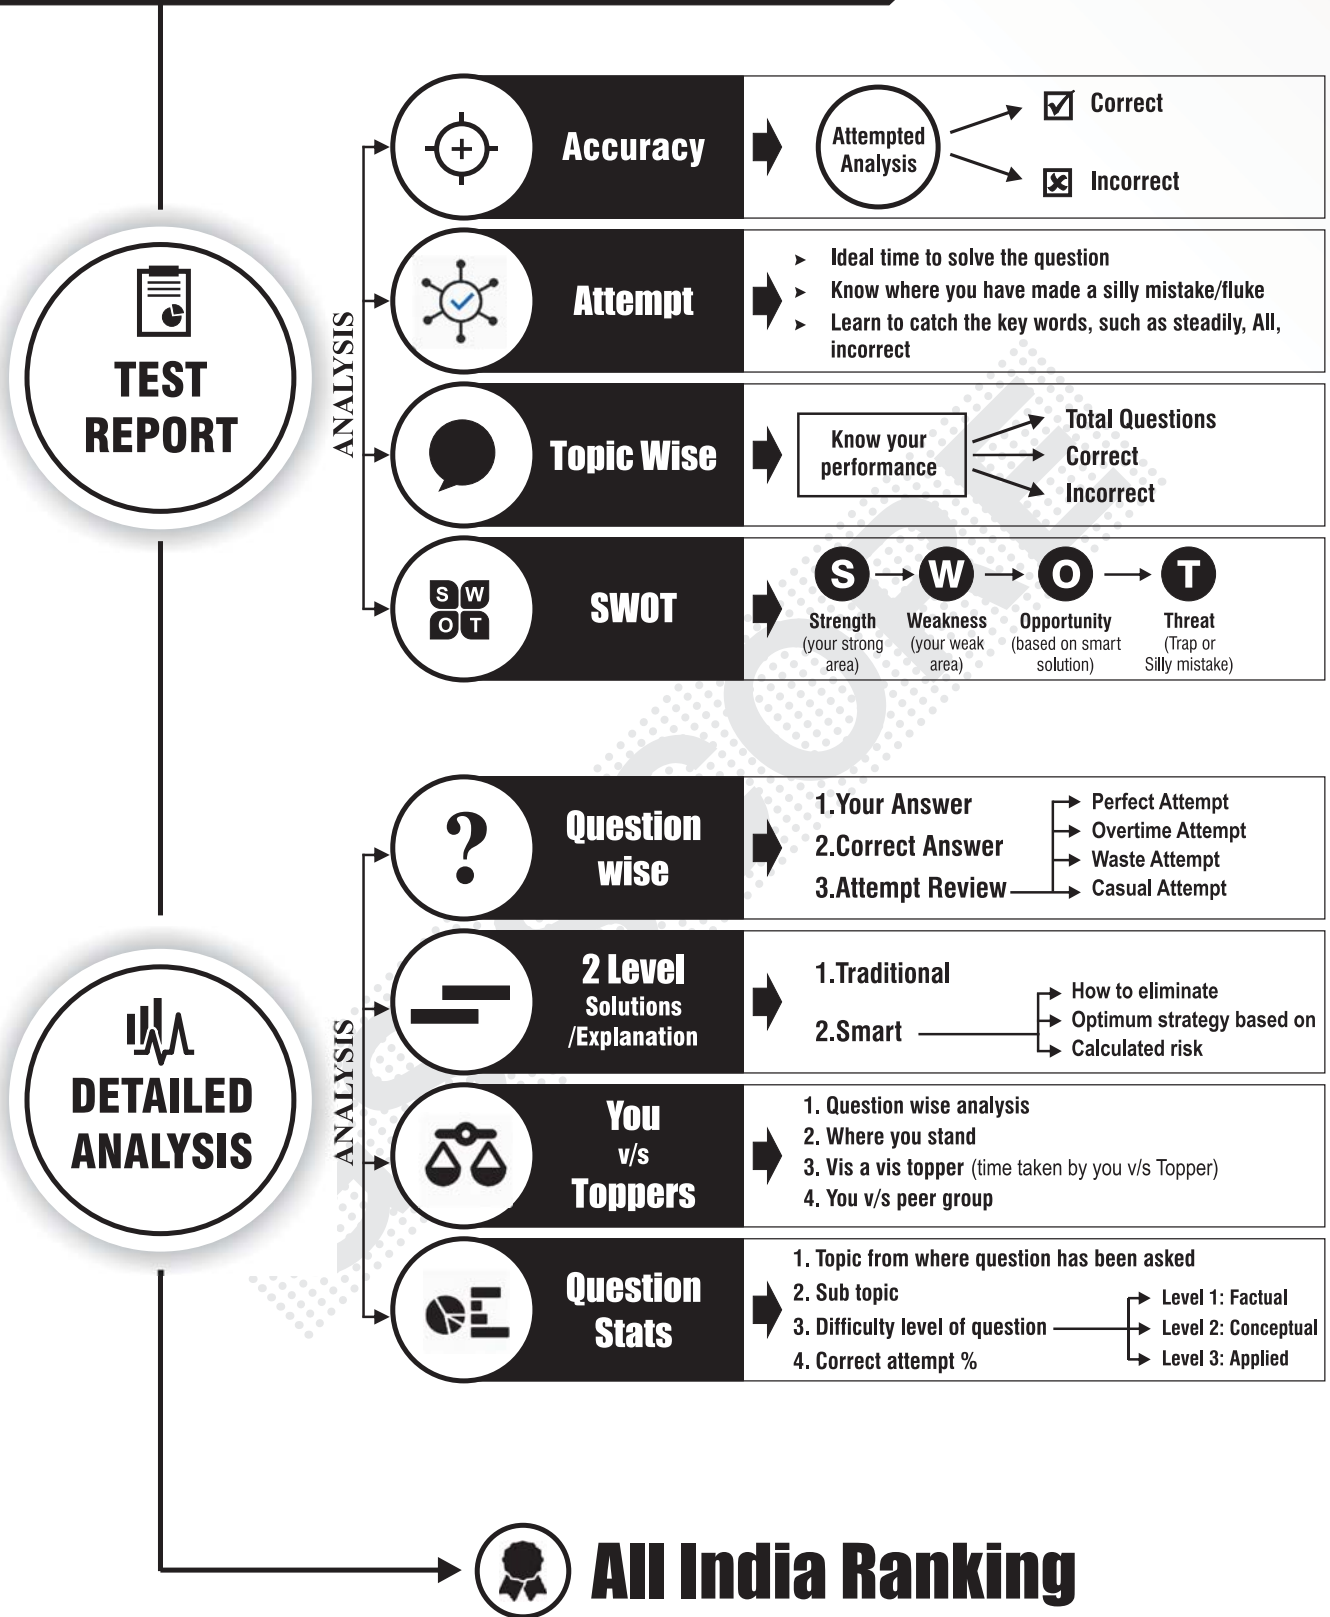 TEST
REPORT
ANALYSIS
Accuracy
Attempted
Analysis
Correct
Incorrect
Attempt
➤ Ideal time to solve the question
➤ Know where you have made a silly mistake/fluke
➤ Learn to catch the key words, such as steadily, All,
incorrect
Topic Wise
Know your
performance
Total Questions
Correct
Incorrect
S W
O T
SWOT
S W O T
Strength Weakness Opportunity Threat
(your strong (your weak (based on smart (Trap or
area) area) solution) Silly mistake)
DETAILED
ANALYSIS
ANALYSIS
?
Question
wise
1.Your Answer
2.Correct Answer
3.Attempt Review
Perfect Attempt
Overtime Attempt
Waste Attempt
Casual Attempt
2 Level
Solutions
/Explanation
1.Traditional
2.Smart
How to eliminate
Optimum strategy based on
Calculated risk
You
v/s
Toppers
1. Question wise analysis
2. Where you stand
3. Vis a vis topper (time taken by you v/s Topper)
4. You v/s peer group
Question
Stats
1. Topic from where question has been asked
2. Sub topic
3. Difficulty level of question
4. Correct attempt %
Level 1: Factual
Level 2: Conceptual
Level 3: Applied
All India Ranking